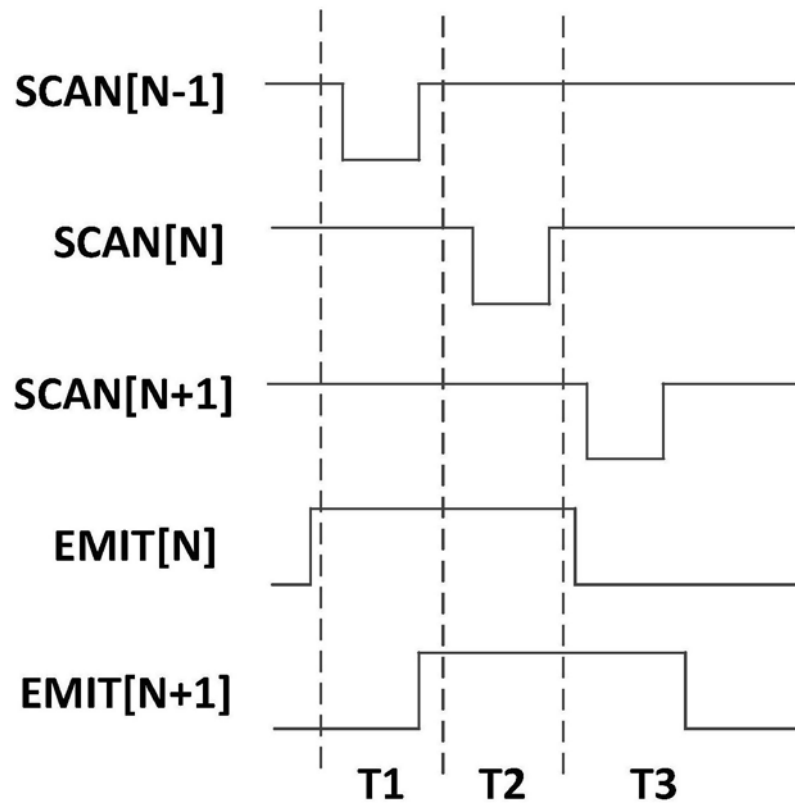 SCAN[N-1]
SCAN[N]
SCAN[N+1]
EMIT[N]
EMIT[N+1]
T1 T2 T3